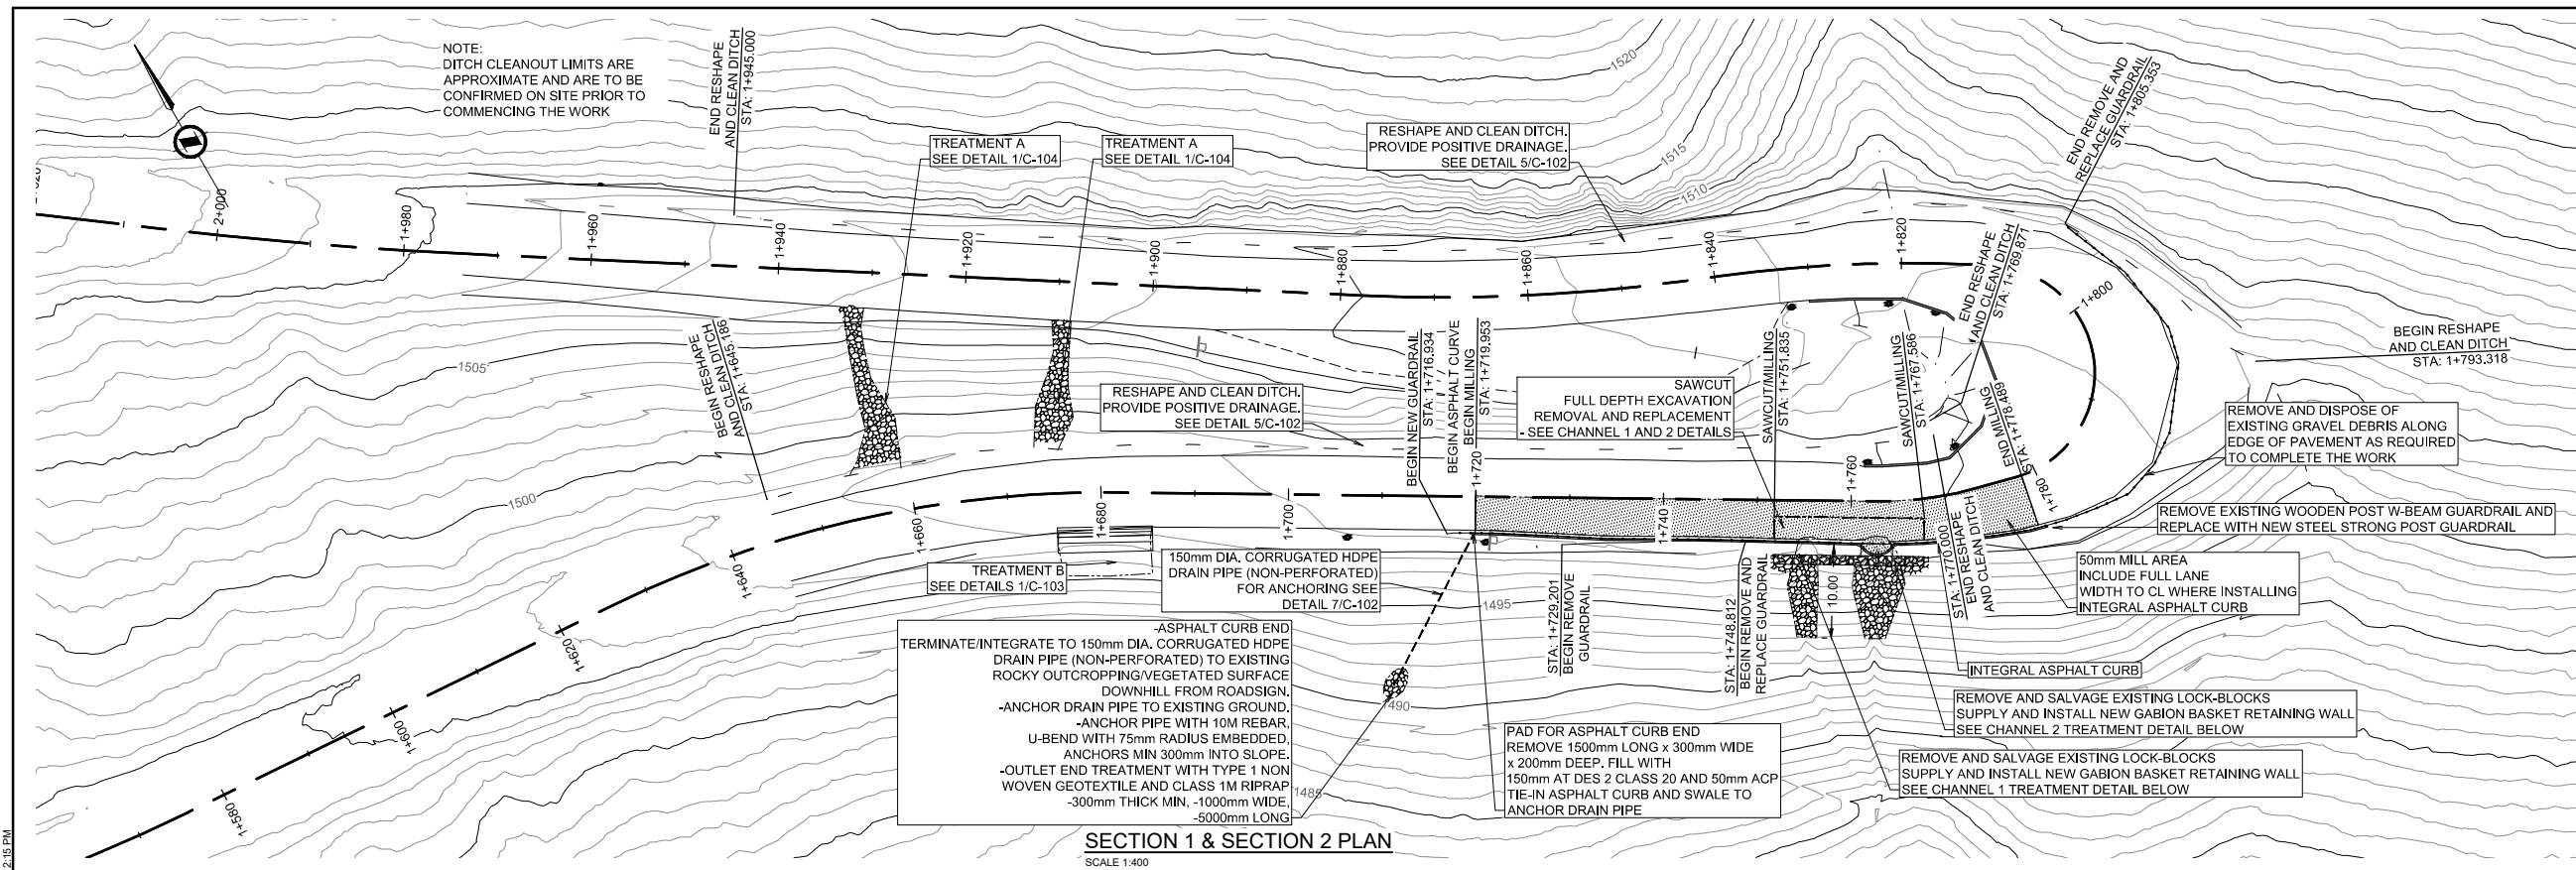 NOTE:
DITCH CLEANOUT LIMITS ARE
APPROXIMATE AND ARE TO BE
CONFIRMED ON SITE PRIOR TO
COMMENCING THE WORK
END RESHAPE
AND CLEAN DITCH
STA: 1+945.000
TREATMENT A
SEE DETAIL 1/C-104
TREATMENT A
SEE DETAIL 1/C-104
RESHAPE AND CLEAN DITCH.
PROVIDE POSITIVE DRAINAGE.
SEE DETAIL 5/C-102
1520
1515
1510
END REMOVE AND
REPLACE GUARDRAIL
STA: 1+805.353
2+000
1+980
1+960
1+940
1+920
1+900
1+880
1+860
1+840
1+820
1+800
END RESHAPE
AND CLEAN DITCH
STA: 1+769.871
BEGIN RESHAPE
AND CLEAN DITCH
STA: 1+793.318
1505
BEGIN RESHAPE
AND CLEAN DITCH
STA: 1+645.186
RESHAPE AND CLEAN DITCH.
PROVIDE POSITIVE DRAINAGE.
SEE DETAIL 5/C-102
BEGIN NEW GUARDRAIL
STA: 1+716.934
BEGIN ASPHALT CURVE
BEGIN MILLING
STA: 1+719.953
SAWCUT
FULL DEPTH EXCAVATION
REMOVAL AND REPLACEMENT
- SEE CHANNEL 1 AND 2 DETAILS
SAWCUT/MILLING
STA: 1+751.835
SAWCUT/MILLING
STA: 1+767.586
END MILLING
STA: 1+778.489
REMOVE AND DISPOSE OF
EXISTING GRAVEL DEBRIS ALONG
EDGE OF PAVEMENT AS REQUIRED
TO COMPLETE THE WORK
1500
1+640
1+660
1+680
1+700
1+720
1+740
1+760
1+780
REMOVE EXISTING WOODEN POST W-BEAM GUARDRAIL AND
REPLACE WITH NEW STEEL STRONG POST GUARDRAIL
TREATMENT B
SEE DETAILS 1/C-103
150mm DIA. CORRUGATED HDPE
DRAIN PIPE (NON-PERFORATED)
FOR ANCHORING SEE
DETAIL 7/C-102
1495
STA: 1+729.201
BEGIN REMOVE
GUARDRAIL
STA: 1+748.812
BEGIN REMOVE AND
REPLACE GUARDRAIL
10.00
STA: 1+770.000
END RESHAPE
AND CLEAN DITCH
50mm MILL AREA
INCLUDE FULL LANE
WIDTH TO CL WHERE INSTALLING
INTEGRAL ASPHALT CURB
1+620
1+600
1+580
-ASPHALT CURB END
TERMINATE/INTEGRATE TO 150mm DIA. CORRUGATED HDPE
DRAIN PIPE (NON-PERFORATED) TO EXISTING
ROCKY OUTCROPPING/VEGETATED SURFACE
DOWNHILL FROM ROADSIGN.
-ANCHOR DRAIN PIPE TO EXISTING GROUND.
-ANCHOR PIPE WITH 10M REBAR,
U-BEND WITH 75mm RADIUS EMBEDDED,
ANCHORS MIN 300mm INTO SLOPE.
-OUTLET END TREATMENT WITH TYPE 1 NON
WOVEN GEOTEXTILE AND CLASS 1M RIPRAP
-300mm THICK MIN, -1000mm WIDE,
-5000mm LONG
1490
1485
INTEGRAL ASPHALT CURB
REMOVE AND SALVAGE EXISTING LOCK-BLOCKS
SUPPLY AND INSTALL NEW GABION BASKET RETAINING WALL
SEE CHANNEL 2 TREATMENT DETAIL BELOW
PAD FOR ASPHALT CURB END
REMOVE 1500mm LONG x 300mm WIDE
x 200mm DEEP. FILL WITH
150mm AT DES 2 CLASS 20 AND 50mm ACP
TIE-IN ASPHALT CURB AND SWALE TO
ANCHOR DRAIN PIPE
REMOVE AND SALVAGE EXISTING LOCK-BLOCKS
SUPPLY AND INSTALL NEW GABION BASKET RETAINING WALL
SEE CHANNEL 1 TREATMENT DETAIL BELOW
SECTION 1 & SECTION 2 PLAN
SCALE 1:400
2:15 PM